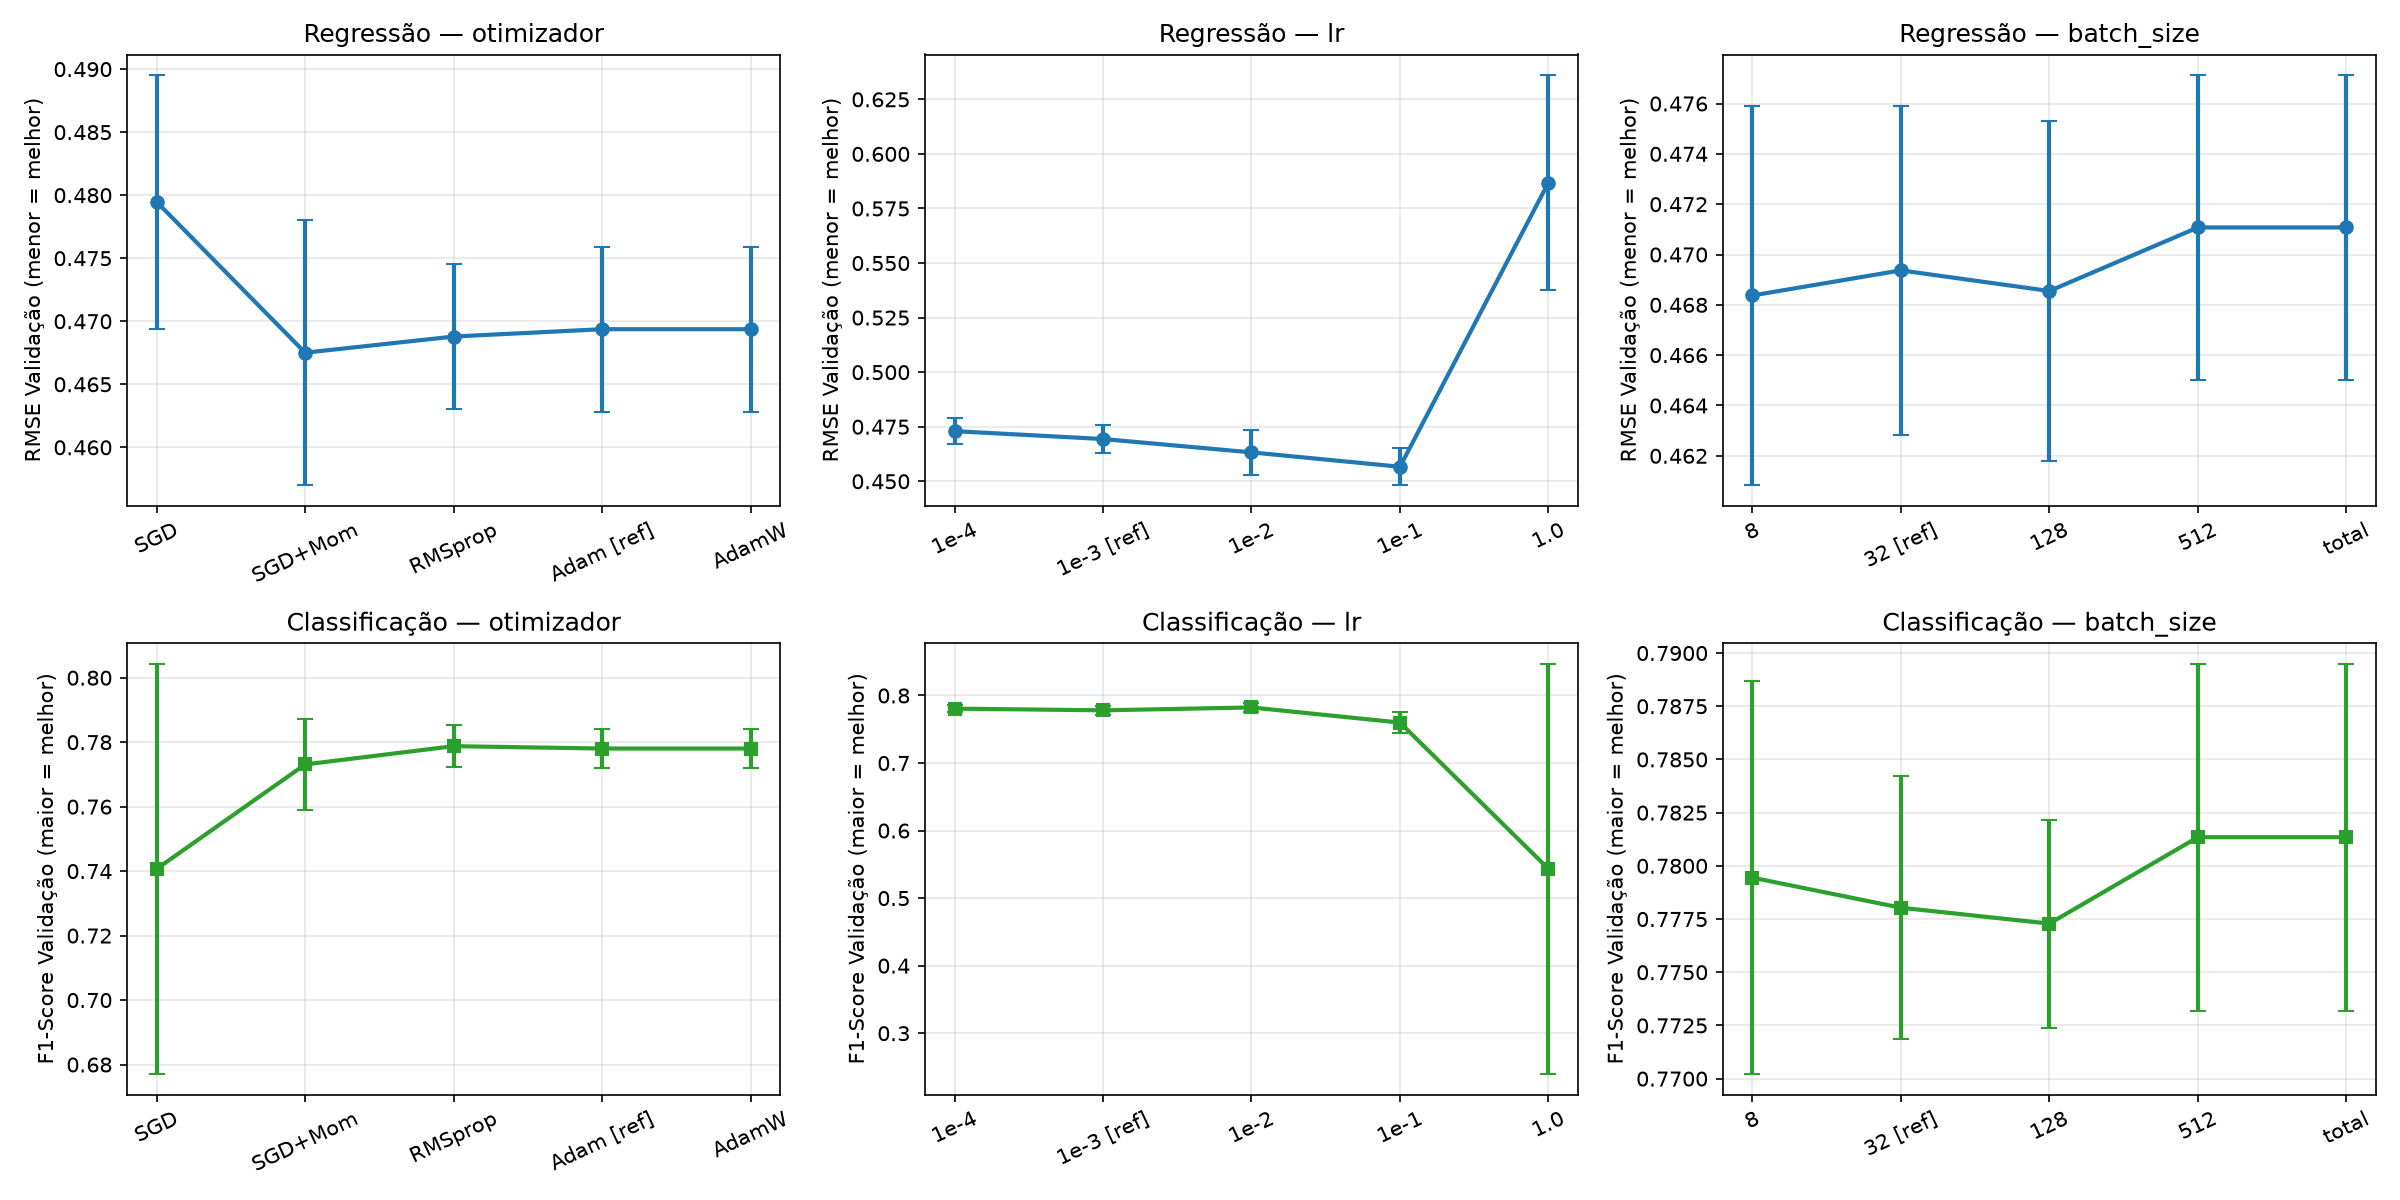 Regressão — otimizador
RMSE Validação (menor = melhor)
0.490
0.485
0.480
0.475
0.470
0.465
0.460
SGD
SGD+Mom
RMSprop
Adam [ref]
AdamW
Regressão — lr
RMSE Validação (menor = melhor)
0.625
0.600
0.575
0.550
0.525
0.500
0.475
0.450
1e-4
1e-3 [ref]
1e-2
1e-1
1.0
Regressão — batch_size
RMSE Validação (menor = melhor)
0.476
0.474
0.472
0.470
0.468
0.466
0.464
0.462
8
32 [ref]
128
512
total
Classificação — otimizador
F1-Score Validação (maior = melhor)
0.80
0.78
0.76
0.74
0.72
0.70
0.68
SGD
SGD+Mom
RMSprop
Adam [ref]
AdamW
Classificação — lr
F1-Score Validação (maior = melhor)
0.8
0.7
0.6
0.5
0.4
0.3
1e-4
1e-3 [ref]
1e-2
1e-1
1.0
Classificação — batch_size
F1-Score Validação (maior = melhor)
0.7900
0.7875
0.7850
0.7825
0.7800
0.7775
0.7750
0.7725
0.7700
8
32 [ref]
128
512
total